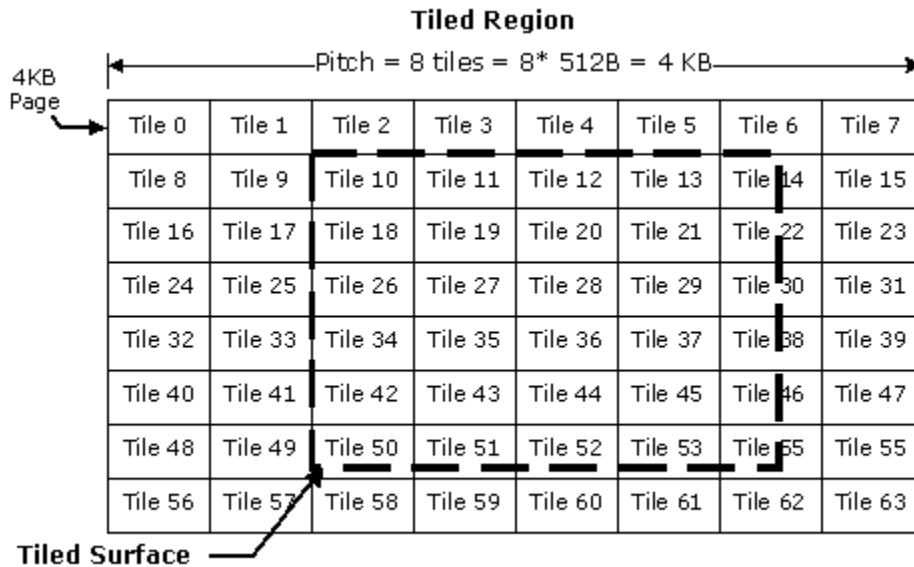 Tiled Region
Pitch = 8 tiles = 8* 512B = 4 KB
4KB
Page
Tile 0 Tile 1 Tile 2 Tile 3 Tile 4 Tile 5 Tile 6 Tile 7
Tile 8 Tile 9 Tile 10 Tile 11 Tile 12 Tile 13 Tile 14 Tile 15
Tile 16 Tile 17 Tile 18 Tile 19 Tile 20 Tile 21 Tile 22 Tile 23
Tile 24 Tile 25 Tile 26 Tile 27 Tile 28 Tile 29 Tile 30 Tile 31
Tile 32 Tile 33 Tile 34 Tile 35 Tile 36 Tile 37 Tile 38 Tile 39
Tile 40 Tile 41 Tile 42 Tile 43 Tile 44 Tile 45 Tile 46 Tile 47
Tile 48 Tile 49 Tile 50 Tile 51 Tile 52 Tile 53 Tile 55 Tile 55
Tile 56 Tile 57 Tile 58 Tile 59 Tile 60 Tile 61 Tile 62 Tile 63
Tiled Surface